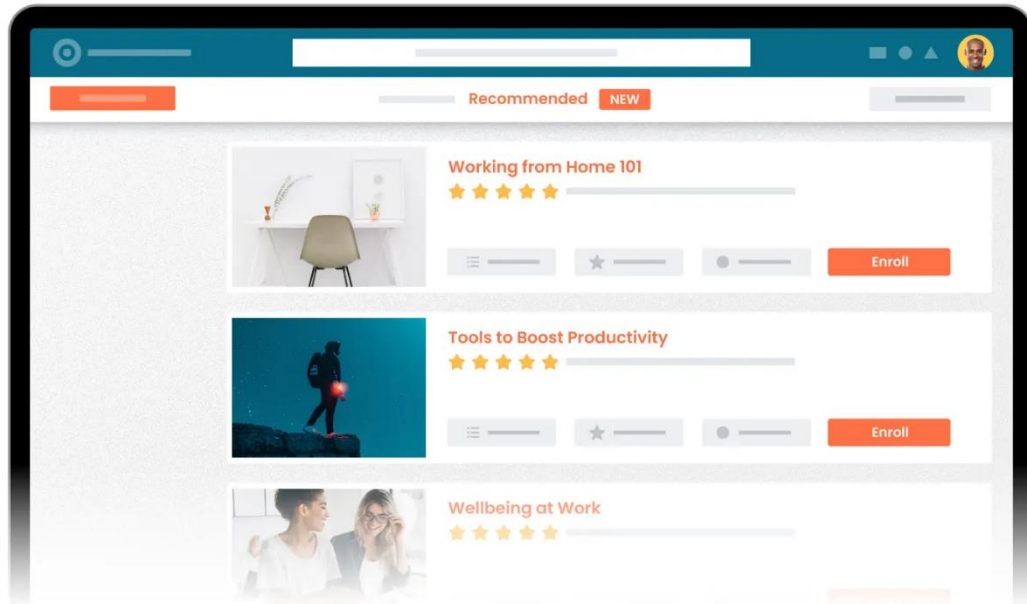 Recommended NEW
Working from Home 101
Enroll
Tools to Boost Productivity
Enroll
Wellbeing at Work